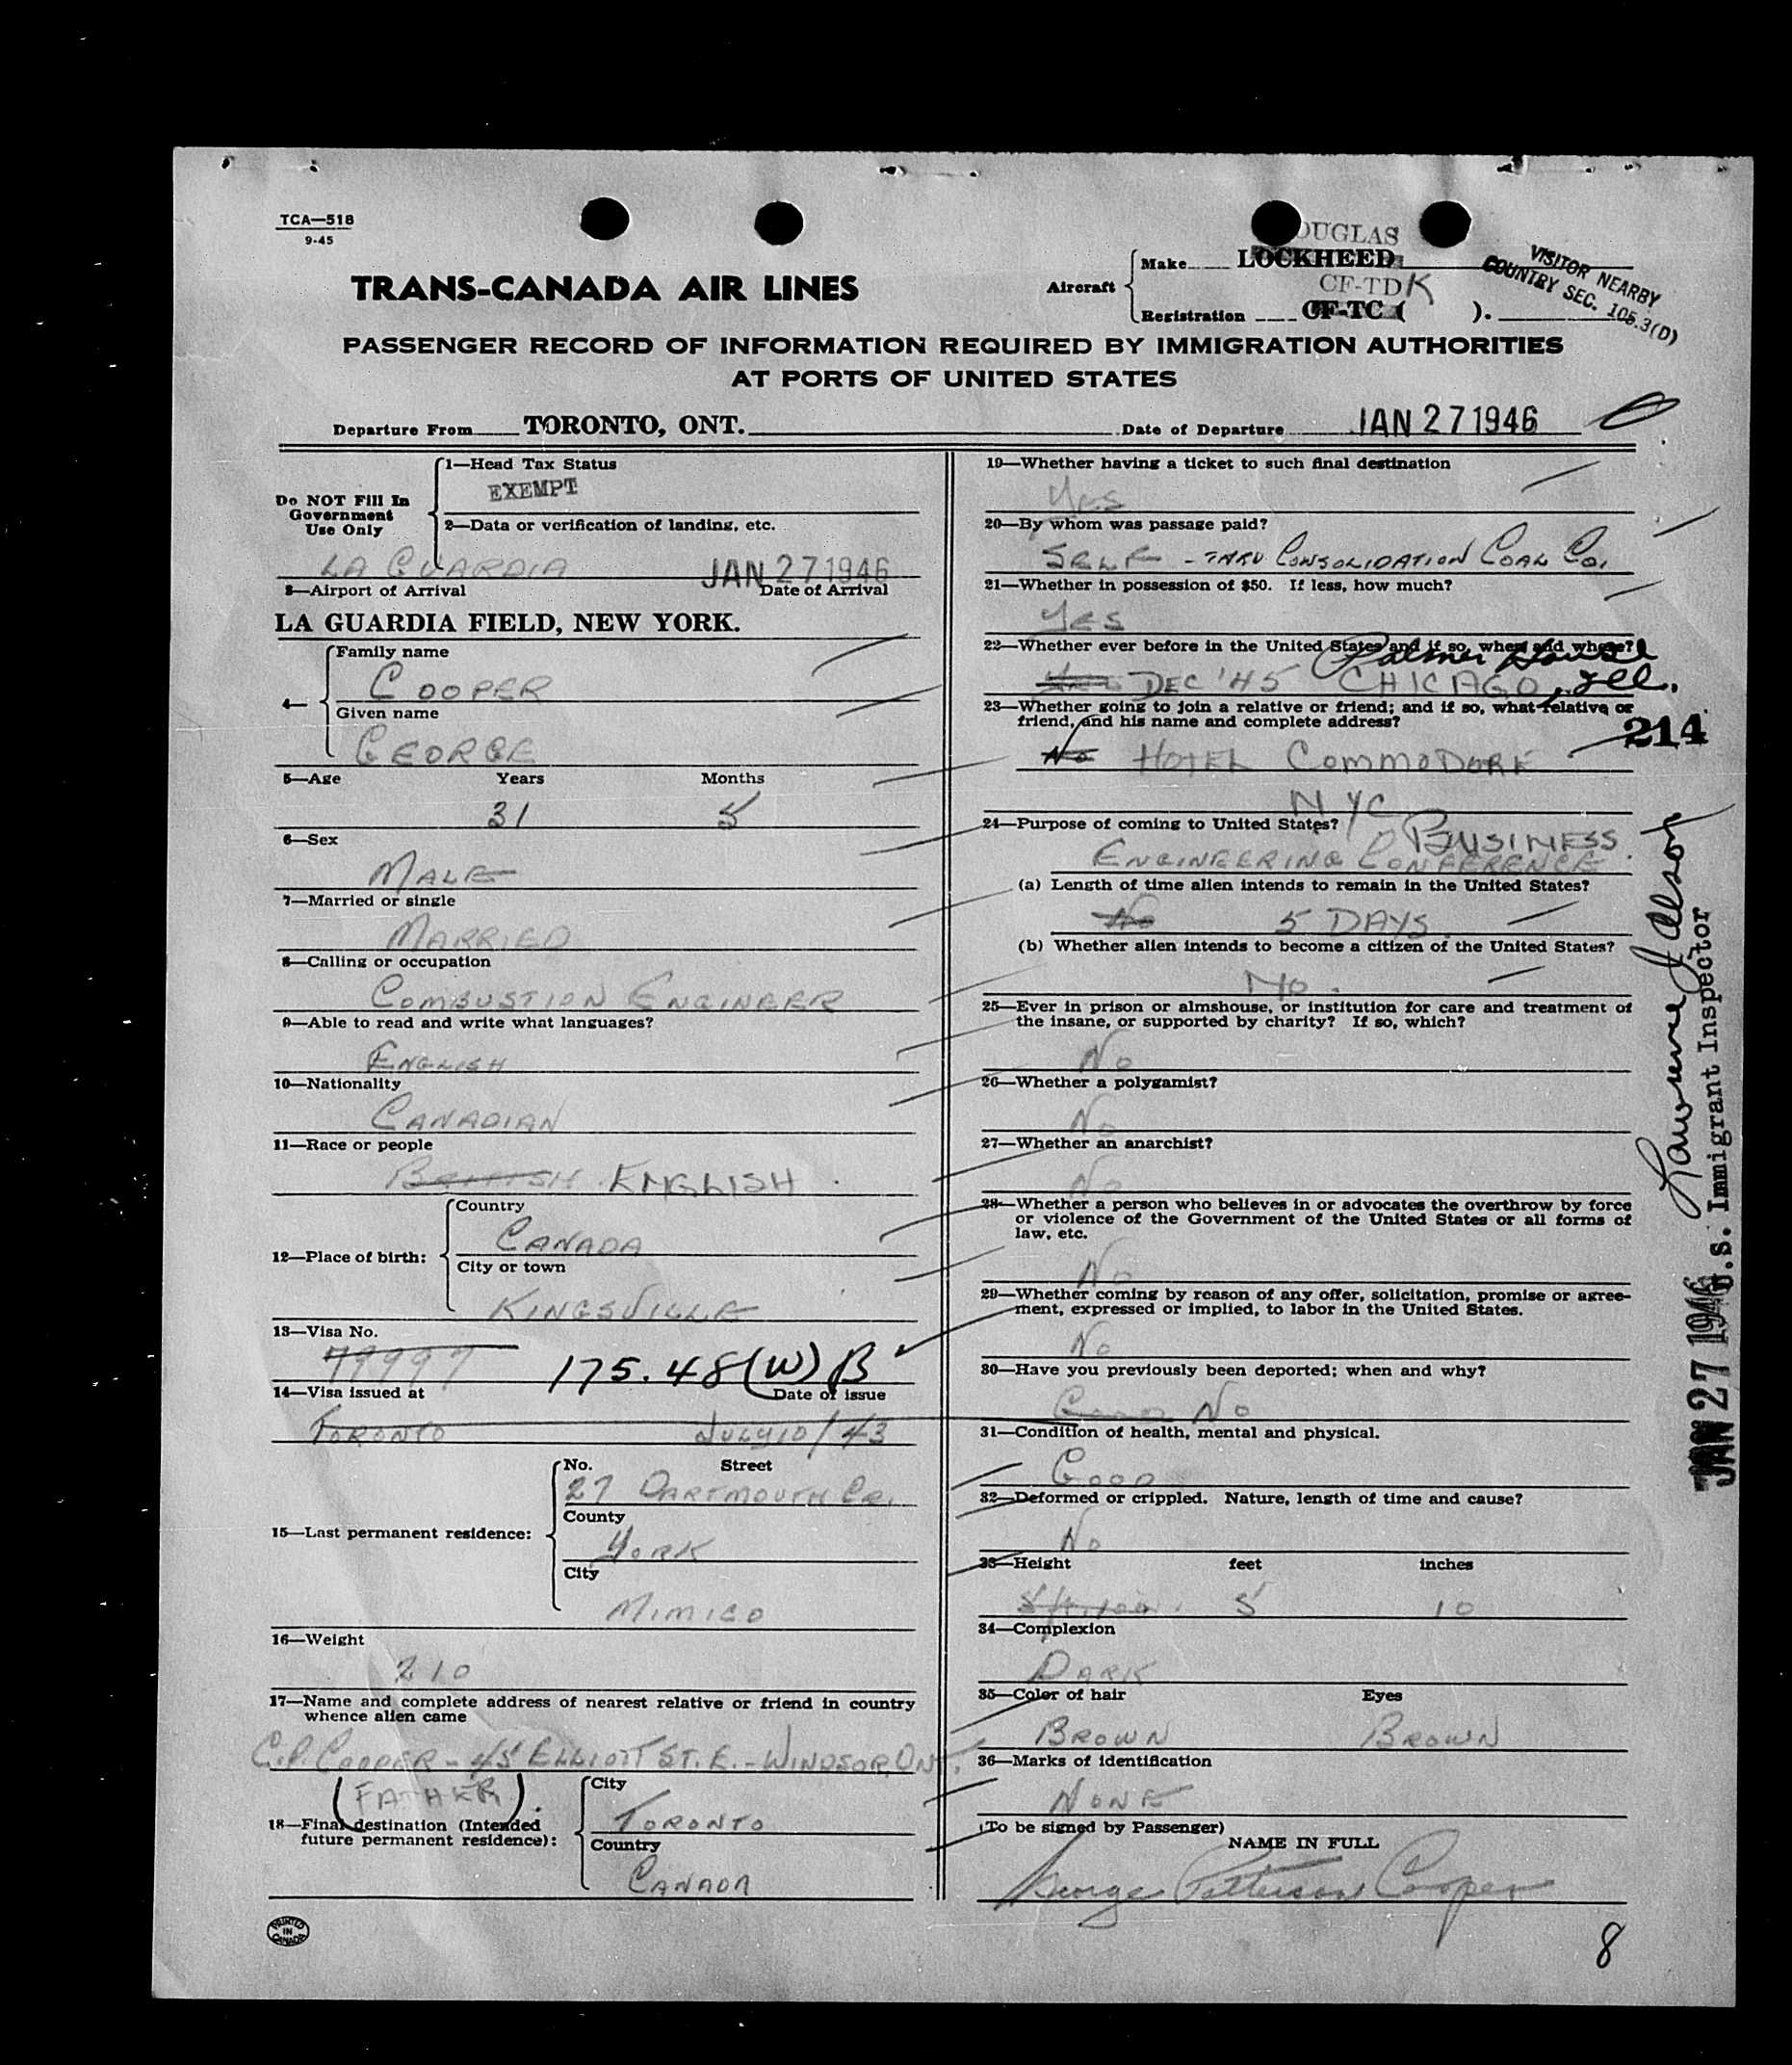 TCA—518
9-45
DOUGLAS
Make LOCKHEED
CF-TDK
Aircraft
Registration CF-TC ( ).
VISITOR NEARBY
COUNTRY SEC. 105.3(D)
TRANS-CANADA AIR LINES
PASSENGER RECORD OF INFORMATION REQUIRED BY IMMIGRATION AUTHORITIES
AT PORTS OF UNITED STATES
Departure From TORONTO, ONT. Date of Departure JAN 27 1946
Do NOT Fill In
Government
Use Only
1—Head Tax Status
EXEMPT
2—Data or verification of landing, etc.
LA GUARDIA JAN 27 1946
3—Airport of Arrival Date of Arrival
LA GUARDIA FIELD, NEW YORK.
4—
Family name
COOPER
Given name
GEORGE
5—Age Years Months
31 5
6—Sex
MALE
7—Married or single
MARRIED
8—Calling or occupation
COMBUSTION ENGINEER
9—Able to read and write what languages?
ENGLISH
10—Nationality
CANADIAN
11—Race or people
BRITISH ENGLISH
12—Place of birth:
Country
CANADA
City or town
KINGSVILLE
13—Visa No.
79997 175.48(W) B
14—Visa issued at Date of issue
TORONTO JULY 10/43
15—Last permanent residence:
No. Street
27 DARTMOUTH CR.
County
YORK
City
MIMICO
16—Weight
210
17—Name and complete address of nearest relative or friend in country
whence alien came
C.P. COOPER - 45 ELLIOTT ST. E. - WINDSOR, ONT.
(FATHER).
18—Final destination (Intended
future permanent residence):
City
TORONTO
Country
CANADA
PRINTED
IN
CANADA
19—Whether having a ticket to such final destination
YES
20—By whom was passage paid?
SELF - THRU CONSOLIDATION COAL CO.
21—Whether in possession of $50. If less, how much?
YES
22—Whether ever before in the United States and if so, when and where?
Palmer House
DEC '45 CHICAGO, Ill.
23—Whether going to join a relative or friend; and if so, what relative or
friend, and his name and complete address?
214
No HOTEL COMMODORE
NYC
24—Purpose of coming to United States?
BUSINESS
ENGINEERING CONFERENCE
(a) Length of time alien intends to remain in the United States?
No 5 DAYS.
(b) Whether alien intends to become a citizen of the United States?
No.
25—Ever in prison or almshouse, or institution for care and treatment of
the insane, or supported by charity? If so, which?
No
26—Whether a polygamist?
No
27—Whether an anarchist?
No
28—Whether a person who believes in or advocates the overthrow by force
or violence of the Government of the United States or all forms of
law, etc.
No
29—Whether coming by reason of any offer, solicitation, promise or agree-
ment, expressed or implied, to labor in the United States.
No
30—Have you previously been deported; when and why?
No
31—Condition of health, mental and physical.
GOOD
32—Deformed or crippled. Nature, length of time and cause?
No
33—Height feet inches
5 10
34—Complexion
DARK
35—Color of hair Eyes
BROWN BROWN
36—Marks of identification
NONE
(To be signed by Passenger)
NAME IN FULL
George Patterson Cooper
8
Lawrence
U.S. Immigrant Inspector
JAN 27 1946